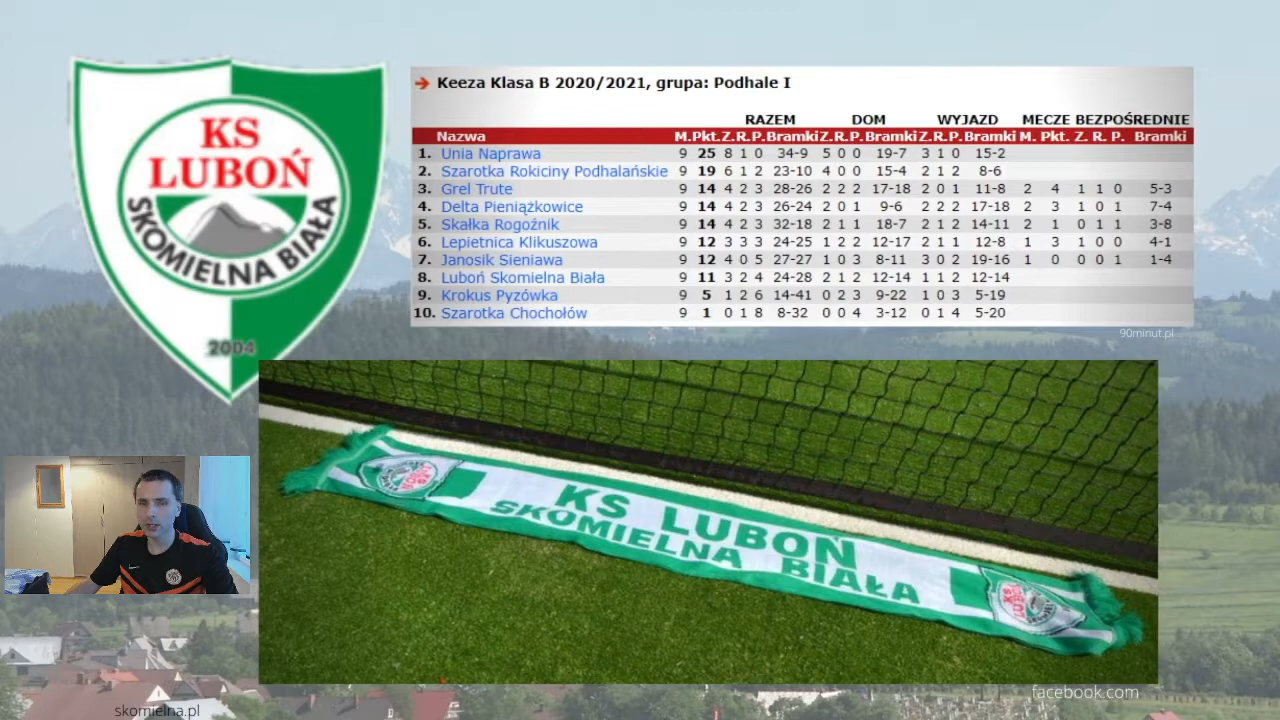 KS
LUBOŃ
SKOMIELNA BIAŁA
2004
Keeza Klasa B 2020/2021, grupa: Podhale I
RAZEM DOM WYJAZD MECZE BEZPOŚREDNIE
Nazwa M. Pkt. Z. R. P. Bramki Z. R. P. Bramki Z. R. P. Bramki M. Pkt. Z. R. P. Bramki
1. Unia Naprawa 9 25 8 1 0 34-9 5 0 0 19-7 3 1 0 15-2
2. Szarotka Rokiciny Podhalańskie 9 19 6 1 2 23-10 4 0 0 15-4 2 1 2 8-6
3. Grel Trute 9 14 4 2 3 28-26 2 2 2 17-18 2 0 1 11-8 2 4 1 1 0 5-3
4. Delta Pieniążkowice 9 14 4 2 3 26-24 2 0 1 9-6 2 2 2 17-18 2 3 1 0 1 7-4
5. Skałka Rogoźnik 9 14 4 2 3 32-18 2 1 1 18-7 2 1 2 14-11 2 1 0 1 1 3-8
6. Lepietnica Klikuszowa 9 12 3 3 3 24-25 1 2 2 12-17 2 1 1 12-8 1 3 1 0 0 4-1
7. Janosik Sieniawa 9 12 4 0 5 27-27 1 0 3 8-11 3 0 2 19-16 1 0 0 0 1 1-4
8. Luboń Skomielna Biała 9 11 3 2 4 24-28 2 1 2 12-14 1 1 2 12-14
9. Krokus Pyzówka 9 5 1 2 6 14-41 0 2 3 9-22 1 0 3 5-19
10. Szarotka Chochołów 9 1 0 1 8 8-32 0 0 4 3-12 0 1 4 5-20
90minut.pl
KS LUBOŃ
SKOMIELNA BIAŁA
KS
LUBOŃ
facebook.com
skomielna.pl